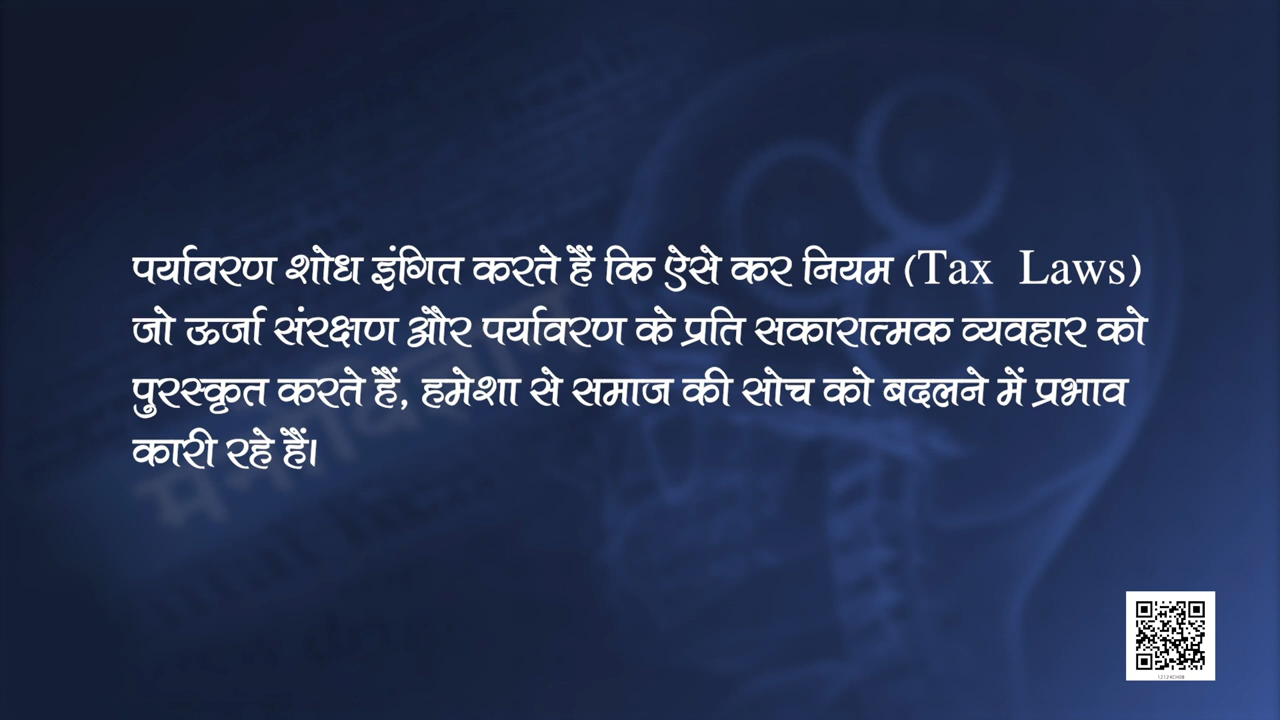 पर्यावरण शोध इंगित करते हैं कि ऐसे कर नियम (Tax Laws)
जो ऊर्जा संरक्षण और पर्यावरण के प्रति सकारात्मक व्यवहार को
पुरस्कृत करते हैं, हमेशा से समाज की सोच को बदलने में प्रभाव
कारी रहे हैं।